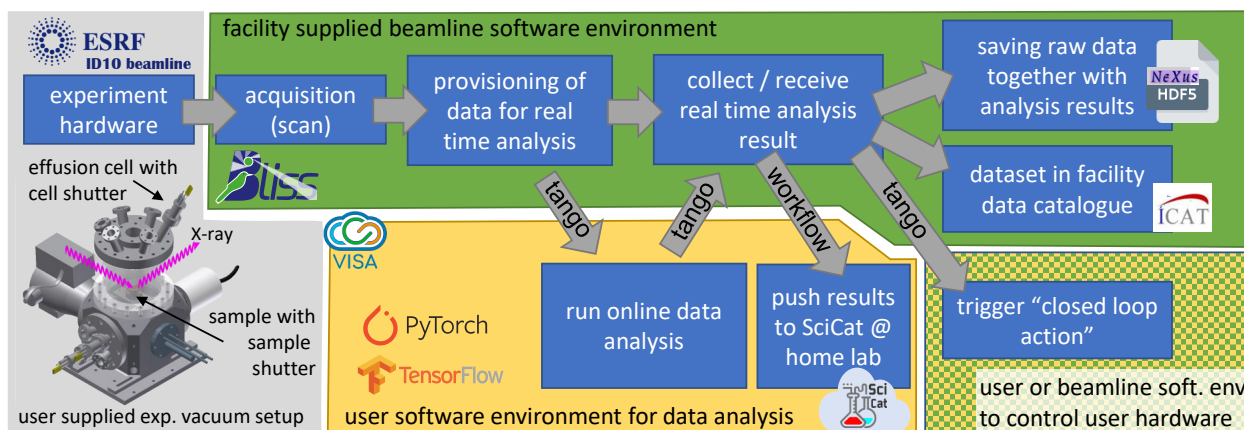 ESRF
ID10 beamline
facility supplied beamline software environment
experiment
hardware
acquisition
(scan)
provisioning of
data for real
time analysis
collect / receive
real time analysis
result
saving raw data
together with
analysis results
NeXus
HDF5
effusion cell with
cell shutter
Bliss
tango
tango
workflow
tango
dataset in facility
data catalogue
ICAT
X-ray
VISA
sample with
sample
shutter
PyTorch
TensorFlow
run online data
analysis
push results
to SciCat @
home lab
Sci
Cat
trigger “closed loop
action”
user supplied exp. vacuum setup
user software environment for data analysis
user or beamline soft. env
to control user hardware